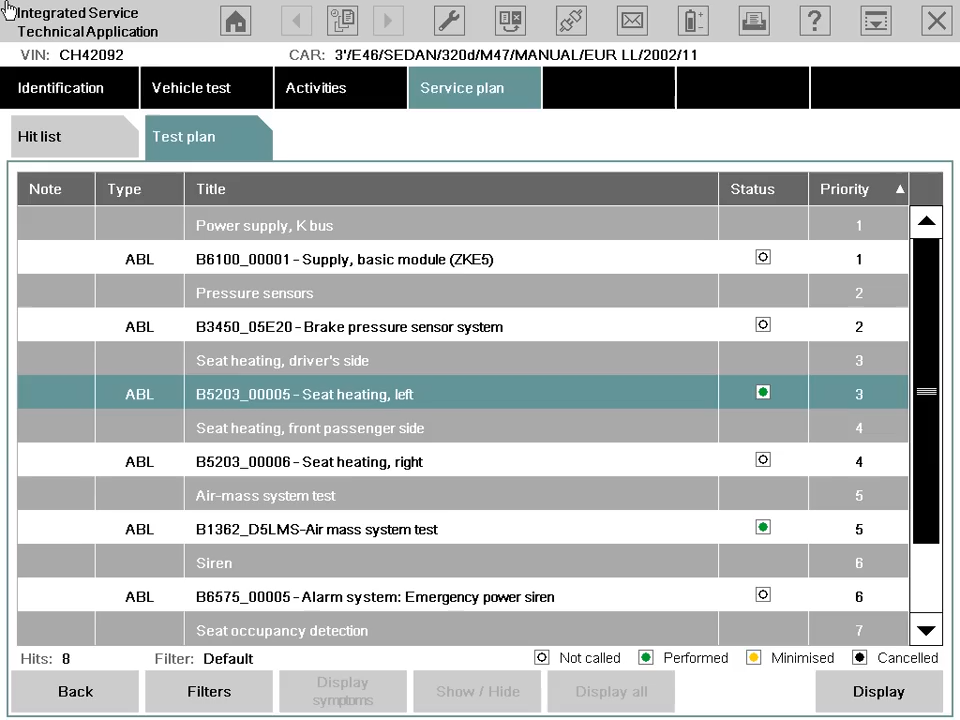 Integrated Service
Technical Application
VIN: CH42092 CAR: 3'/E46/SEDAN/320d/M47/MANUAL/EUR LL/2002/11
Identification Vehicle test Activities Service plan
Hit list Test plan
Note Type Title Status Priority ▲
Power supply, K bus 1
ABL B6100_00001 - Supply, basic module (ZKE5) 1
Pressure sensors 2
ABL B3450_05E20 - Brake pressure sensor system 2
Seat heating, driver's side 3
ABL B5203_00005 - Seat heating, left 3
Seat heating, front passenger side 4
ABL B5203_00006 - Seat heating, right 4
Air-mass system test 5
ABL B1362_D5LMS-Air mass system test 5
Siren 6
ABL B6575_00005 - Alarm system: Emergency power siren 6
Seat occupancy detection 7
Hits: 8 Filter: Default Not called Performed Minimised Cancelled
Back Filters Display symptoms Show / Hide Display all Display